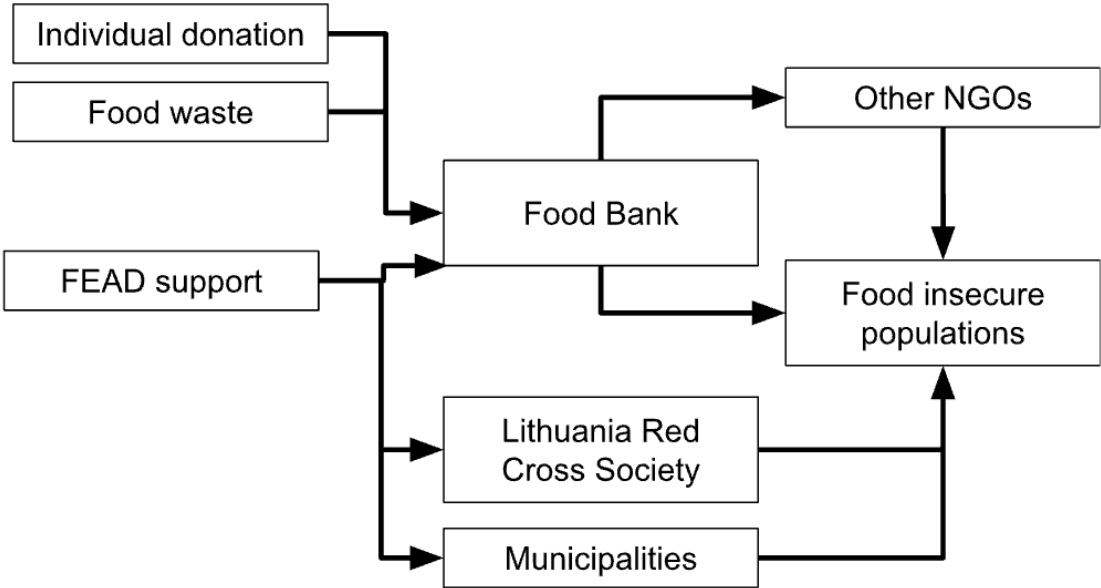 Individual donation
Food waste
Other NGOs
Food Bank
FEAD support
Food insecure
populations
Lithuania Red
Cross Society
Municipalities